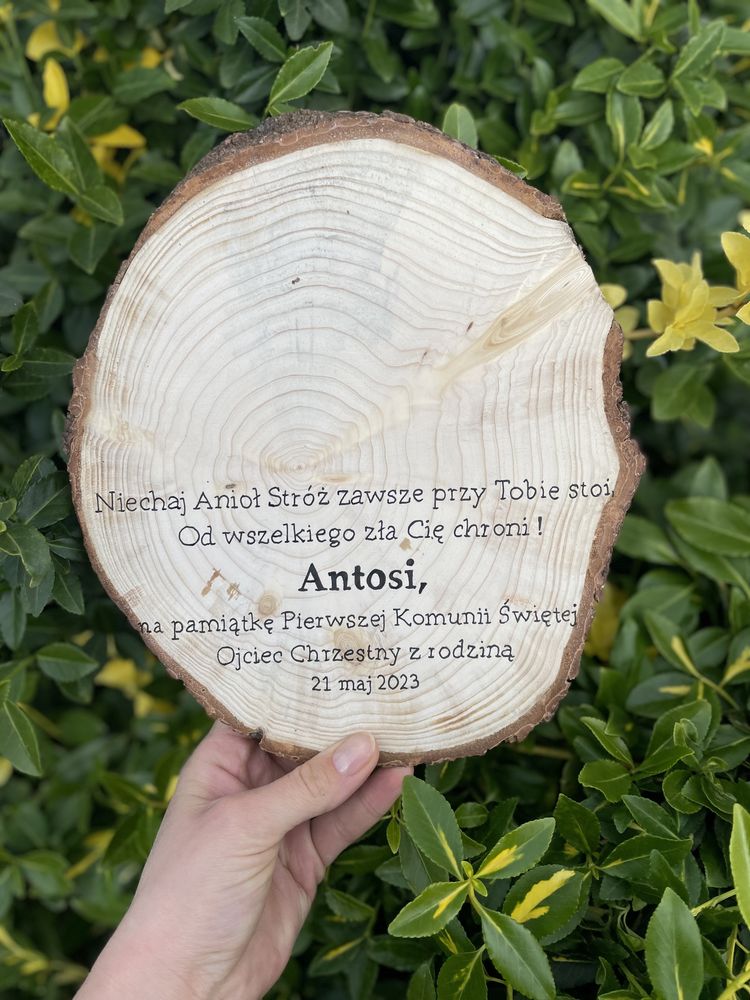 Niechaj Anioł Stróż zawsze przy Tobie stoi,
Od wszelkiego zła Cię chroni !
Antosi,
na pamiątkę Pierwszej Komunii Świętej
Ojciec Chrzestny z rodziną
21 maj 2023